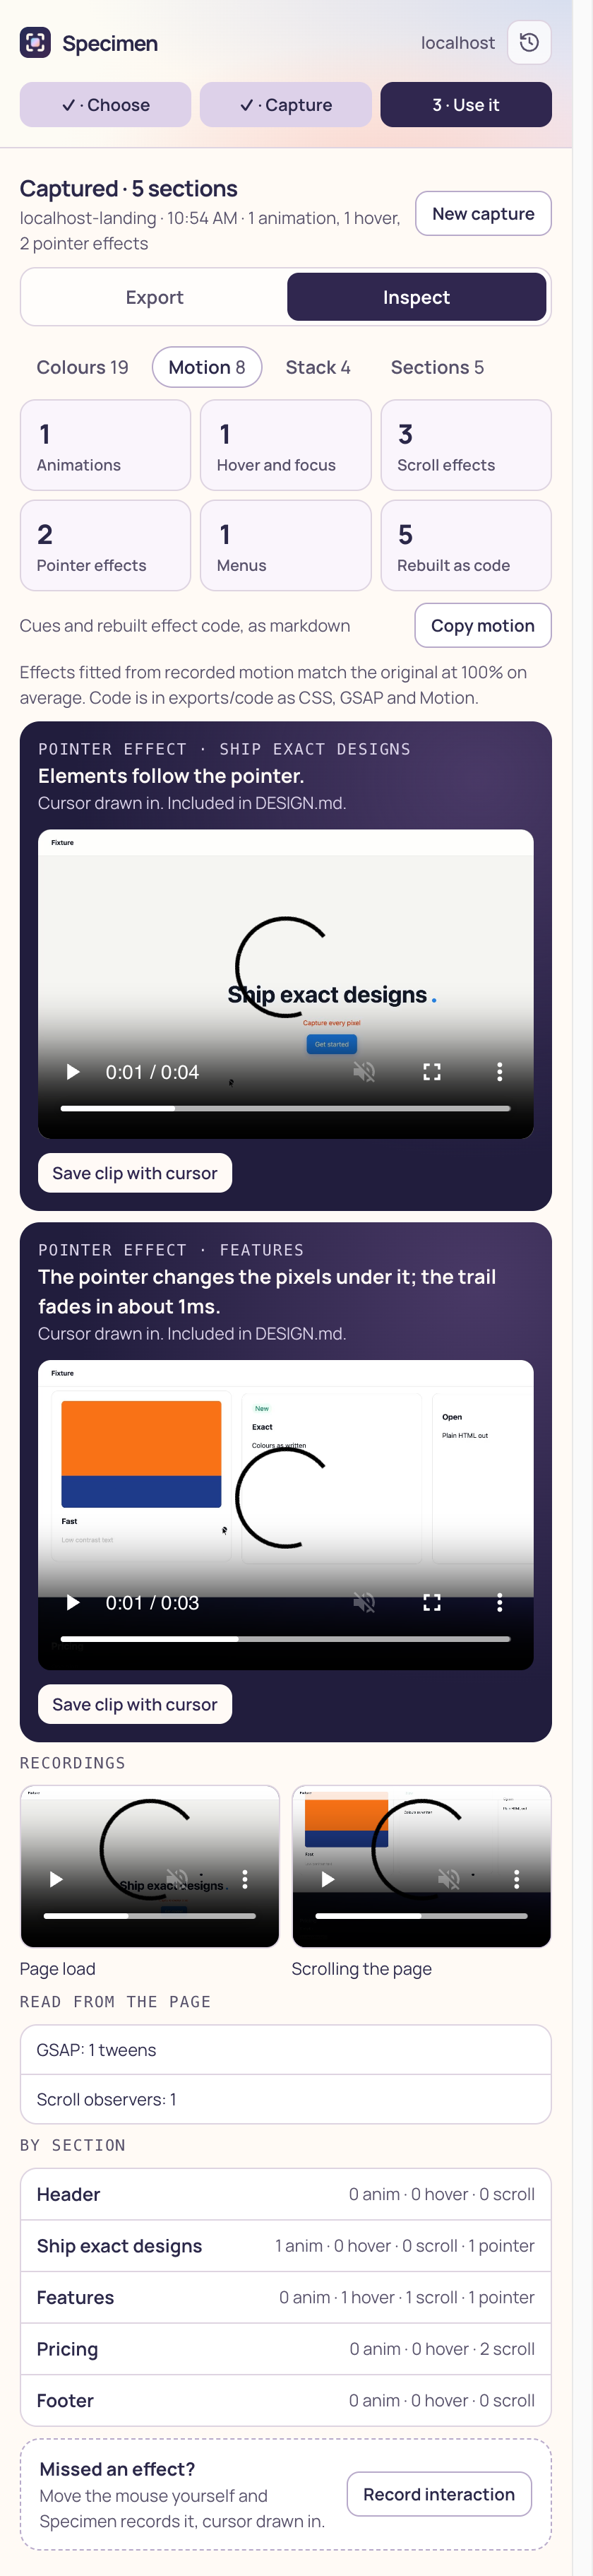 Specimen
localhost
✓ · Choose
✓ · Capture
3 · Use it
Captured · 5 sections
localhost-landing · 10:54 AM · 1 animation, 1 hover,
2 pointer effects
New capture
Export
Inspect
Colours 19
Motion 8
Stack 4
Sections 5
1
Animations
1
Hover and focus
3
Scroll effects
2
Pointer effects
1
Menus
5
Rebuilt as code
Cues and rebuilt effect code, as markdown
Copy motion
Effects fitted from recorded motion match the original at 100% on
average. Code is in exports/code as CSS, GSAP and Motion.
POINTER EFFECT · SHIP EXACT DESIGNS
Elements follow the pointer.
Cursor drawn in. Included in DESIGN.md.
Fixture
Ship exact designs.
Capture every pixel
Get started
0:01 / 0:04
Save clip with cursor
POINTER EFFECT · FEATURES
The pointer changes the pixels under it; the trail
fades in about 1ms.
Cursor drawn in. Included in DESIGN.md.
Fixture
New
Exact
Colours as written
Open
Plain HTML out
Fast
Low contrast text
0:01 / 0:03
Save clip with cursor
RECORDINGS
Ship exact designs.
Page load
Scrolling the page
READ FROM THE PAGE
GSAP: 1 tweens
Scroll observers: 1
BY SECTION
Header
0 anim · 0 hover · 0 scroll
Ship exact designs
1 anim · 0 hover · 0 scroll · 1 pointer
Features
0 anim · 1 hover · 1 scroll · 1 pointer
Pricing
0 anim · 0 hover · 2 scroll
Footer
0 anim · 0 hover · 0 scroll
Missed an effect?
Move the mouse yourself and
Specimen records it, cursor drawn in.
Record interaction